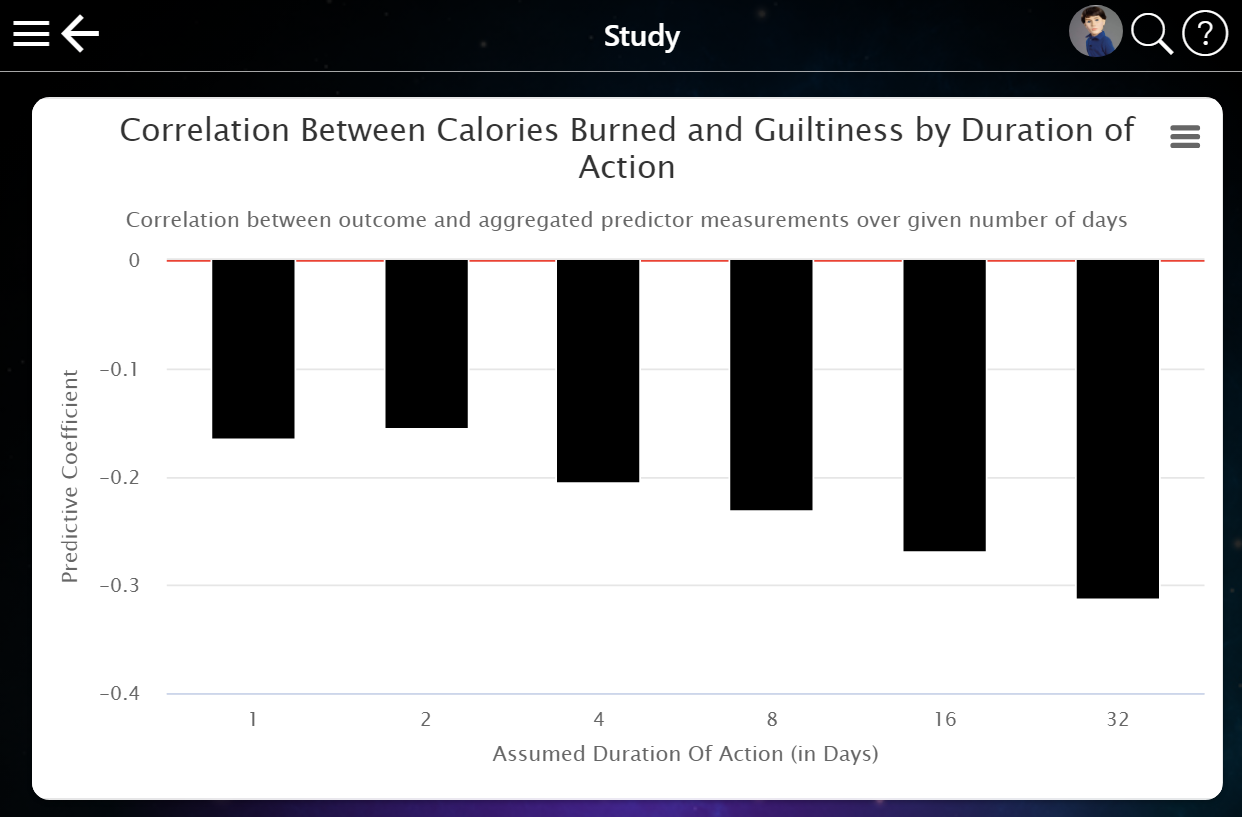 Study
?
Correlation Between Calories Burned and Guiltiness by Duration of
Action
Correlation between outcome and aggregated predictor measurements over given number of days
Predictive Coefficient
0
−0.1
−0.2
−0.3
−0.4
1 2 4 8 16 32
Assumed Duration Of Action (in Days)